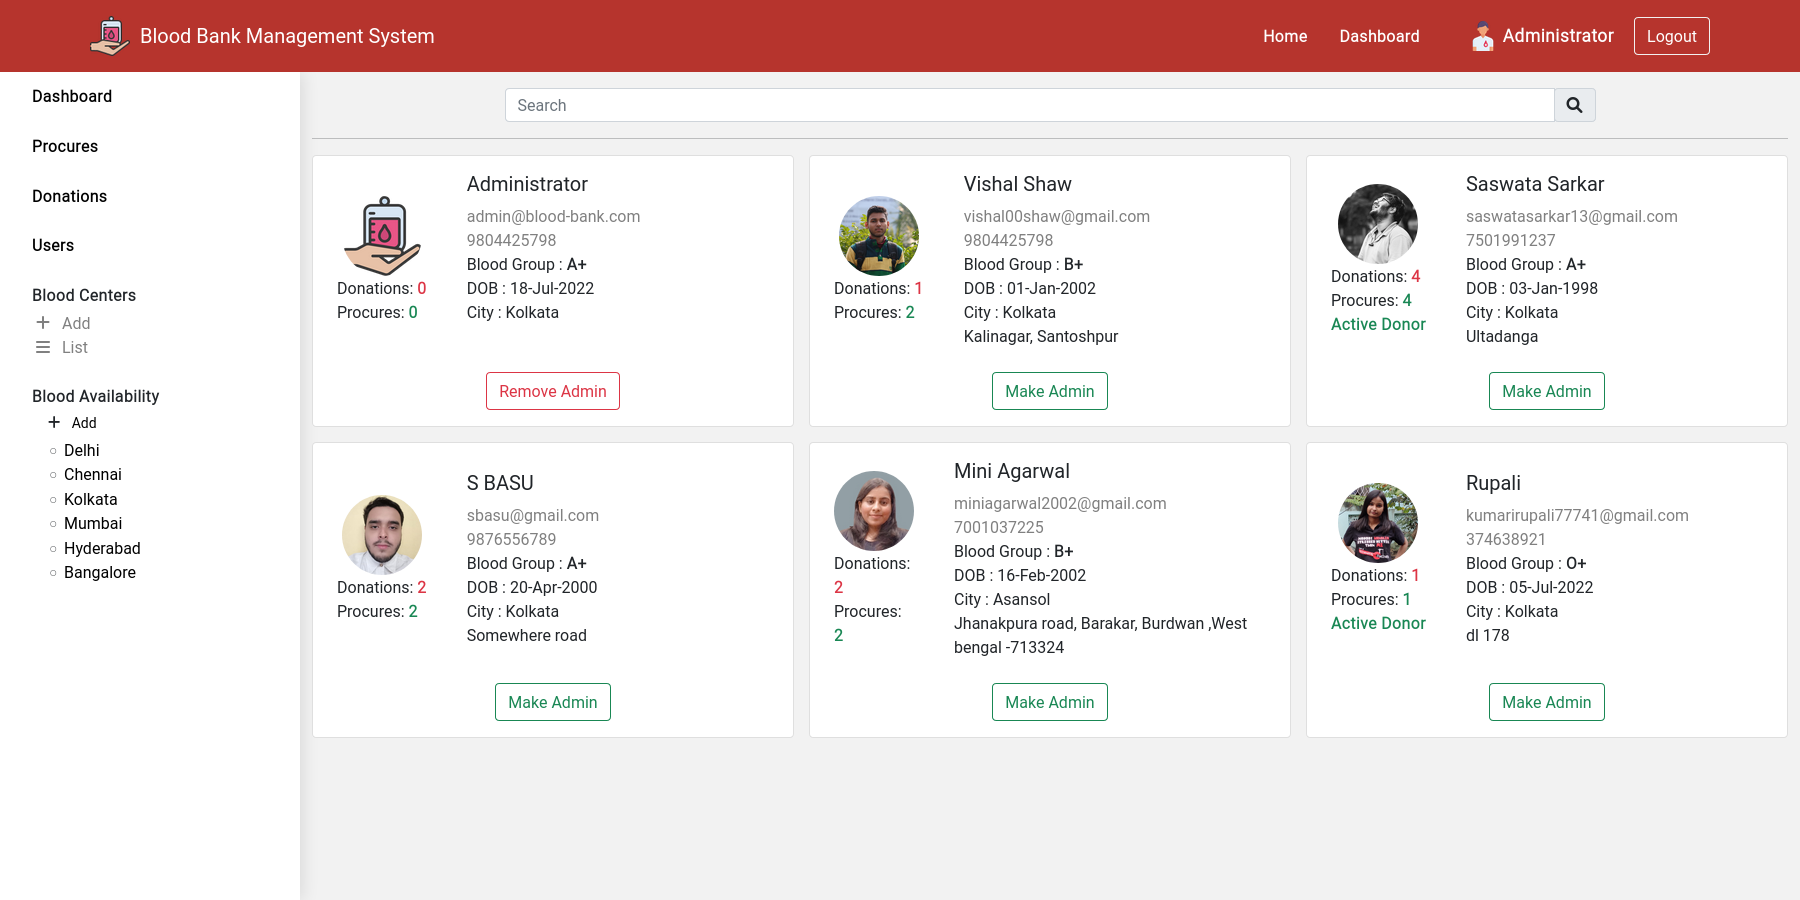 Blood Bank Management System
Home
Dashboard
Administrator
Logout
Dashboard
Procures
Donations
Users
Blood Centers
Add
List
Blood Availability
Add
Delhi
Chennai
Kolkata
Mumbai
Hyderabad
Bangalore
Search
Administrator
admin@blood-bank.com
9804425798
Blood Group : A+
DOB : 18-Jul-2022
City : Kolkata
Donations: 0
Procures: 0
Remove Admin
Vishal Shaw
vishal00shaw@gmail.com
9804425798
Blood Group : B+
DOB : 01-Jan-2002
City : Kolkata
Kalinagar, Santoshpur
Donations: 1
Procures: 2
Make Admin
Saswata Sarkar
saswatasarkar13@gmail.com
7501991237
Blood Group : A+
DOB : 03-Jan-1998
City : Kolkata
Ultadanga
Donations: 4
Procures: 4
Active Donor
Make Admin
S BASU
sbasu@gmail.com
9876556789
Blood Group : A+
DOB : 20-Apr-2000
City : Kolkata
Somewhere road
Donations: 2
Procures: 2
Make Admin
Mini Agarwal
miniagarwal2002@gmail.com
7001037225
Blood Group : B+
DOB : 16-Feb-2002
City : Asansol
Jhanakpura road, Barakar, Burdwan ,West
bengal -713324
Donations:
2
Procures:
2
Make Admin
Rupali
kumarirupali77741@gmail.com
374638921
Blood Group : O+
DOB : 05-Jul-2022
City : Kolkata
dl 178
Donations: 1
Procures: 1
Active Donor
Make Admin